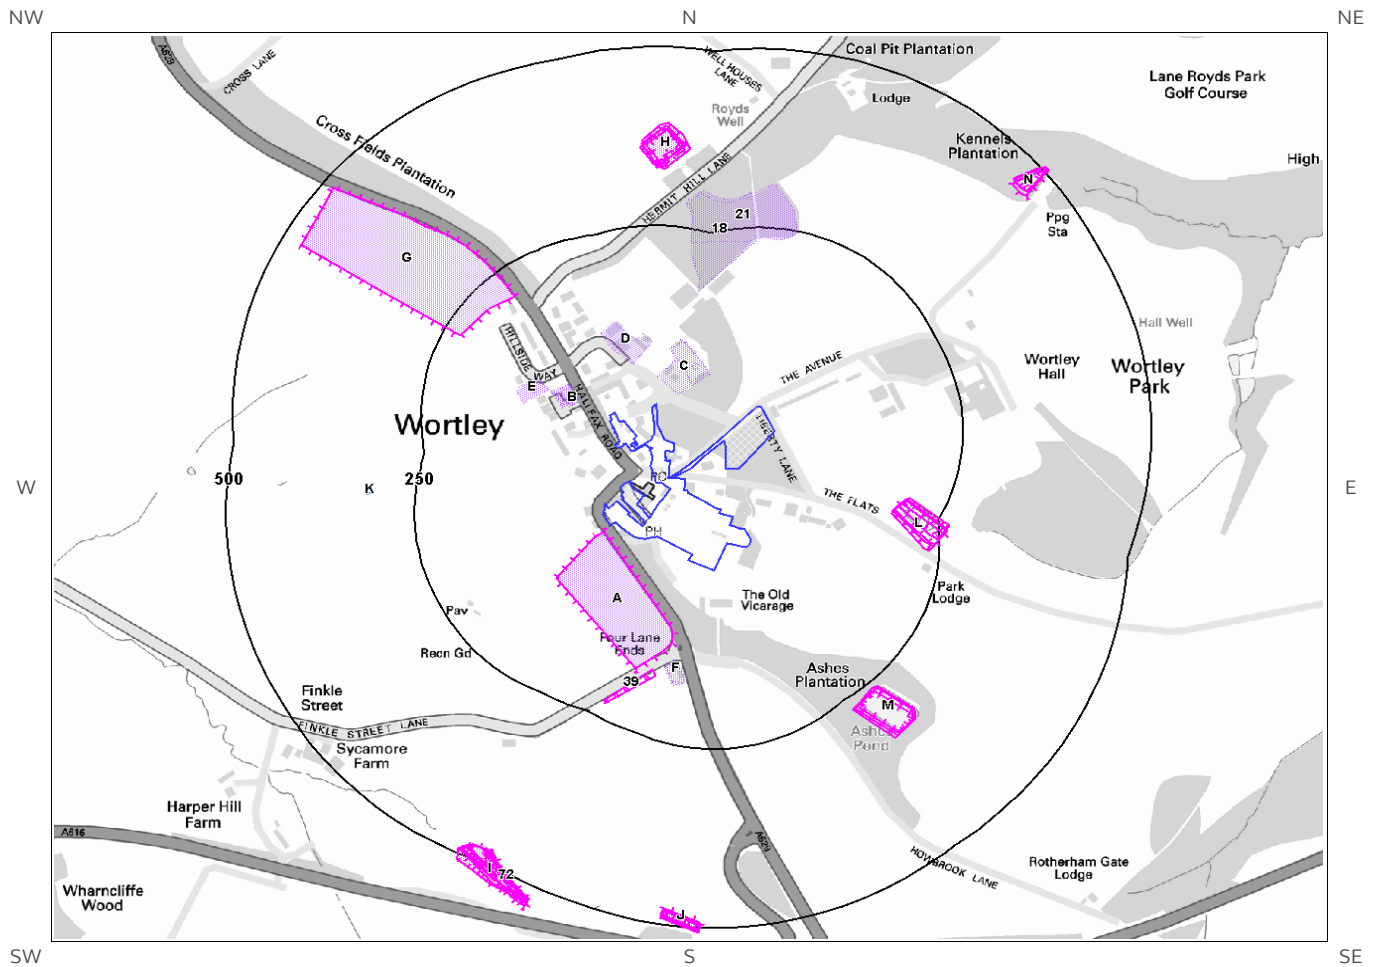 NW
N
NE
A629
CROSS LANE
WELL HOUSES
LANE
Coal Pit Plantation
Lodge
Lane Royds Park
Golf Course
Royds
Well
Cross Fields Plantation
H
Kennels
Plantation
High
HERMIT HILL LANE
N
21
18
Ppg
Sta
G
Hall Well
HILLSIDE
WAY
D
C
E
B
THE AVENUE
Wortley
Hall
Wortley
Park
Wortley
HALIFAX ROAD
LIBERTY LANE
W
500
K
250
PO
THE FLATS
E
L
PH
A
The Old
Vicarage
Park
Lodge
Pav
Four Lane
Ends
Recn Gd
F
39
Ashes
Plantation
M
Ashes
Pond
Finkle
Street
FINKLE STREET LANE
Sycamore
Farm
Harper Hill
Farm
A616
A629
HOWBROOK LANE
Rotherham Gate
Lodge
I
72
J
Wharncliffe
Wood
SW
S
SE